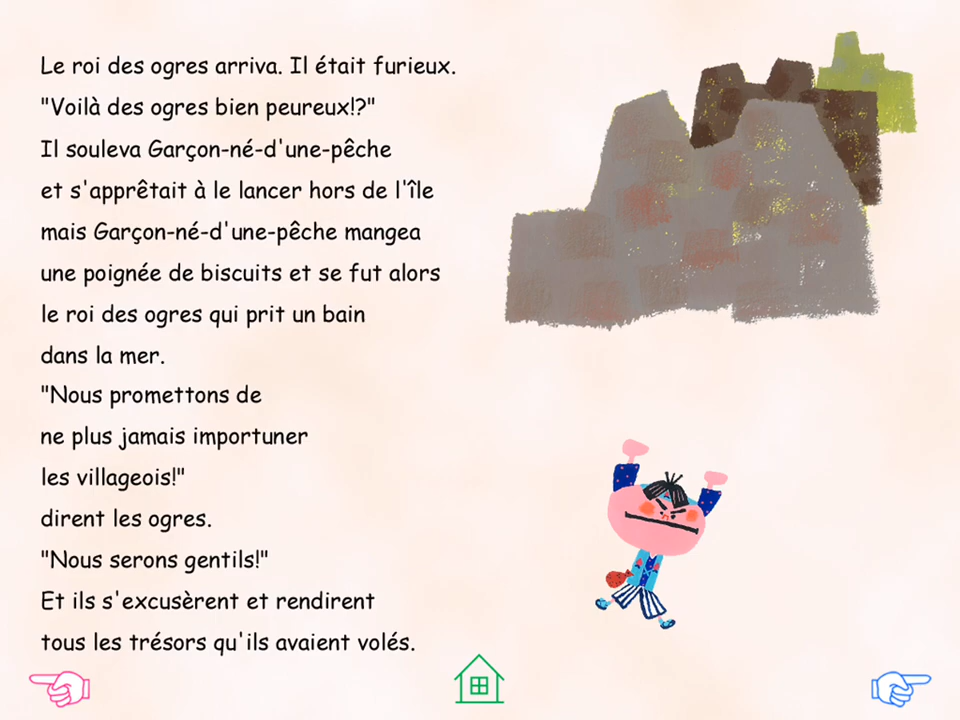 Le roi des ogres arriva. Il était furieux.
"Voilà des ogres bien peureux!?"
Il souleva Garçon-né-d'une-pêche
et s'apprêtait à le lancer hors de l'île
mais Garçon-né-d'une-pêche mangea
une poignée de biscuits et se fut alors
le roi des ogres qui prit un bain
dans la mer.
"Nous promettons de
ne plus jamais importuner
les villageois!"
dirent les ogres.
"Nous serons gentils!"
Et ils s'excusèrent et rendirent
tous les trésors qu'ils avaient volés.